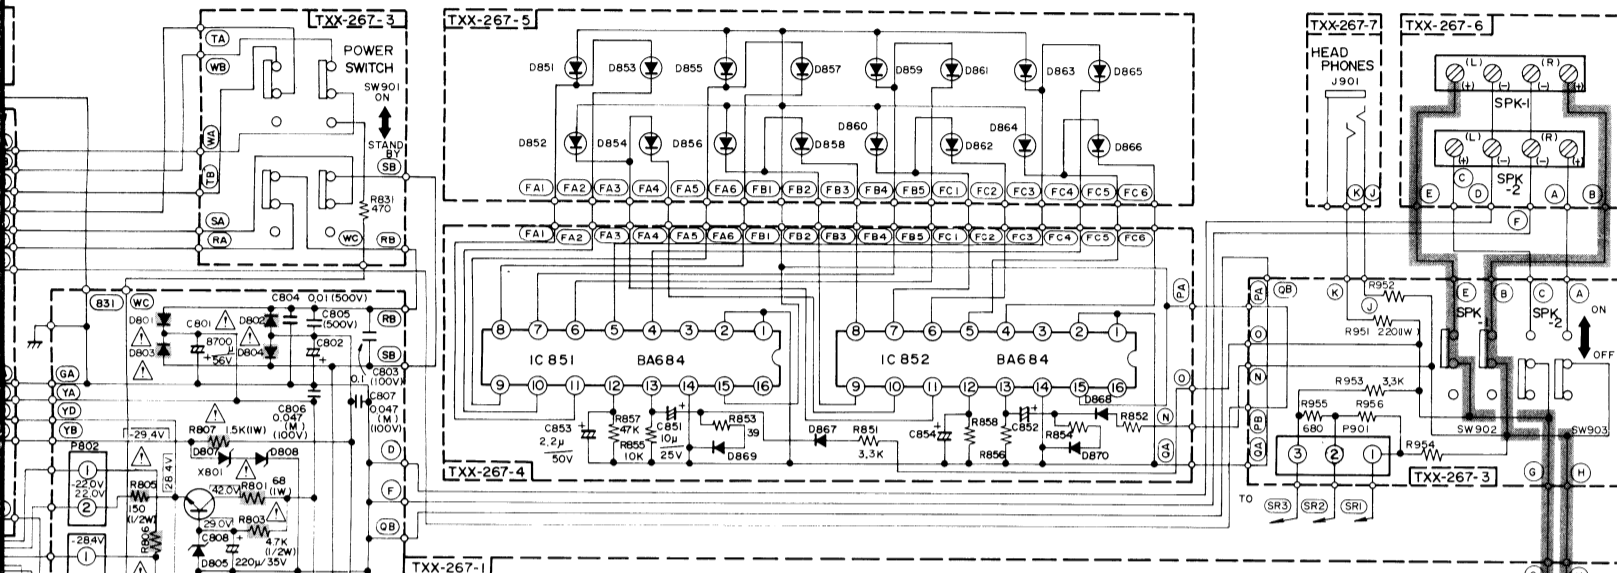 TXX-267-3
TA
WB
POWER
SWITCH
SW901
ON
STAND
BY
WA
TB
SB
R831
470
SA
RA
WC
RB
TXX-267-5
D851
D853
D855
D857
D859
D861
D863
D865
D852
D854
D856
D858
D860
D862
D864
D866
FA1 FA2 FA3 FA4 FA5 FA6 FB1 FB2 FB3 FB4 FB5 FC1 FC2 FC3 FC4 FC5 FC6
FA1 FA2 FA3 FA4 FA5 FA6 FB1 FB2 FB3 FB4 FB5 FC1 FC2 FC3 FC4 FC5 FC6
8 7 6 5 4 3 2 1
IC 851 BA684
9 10 11 12 13 14 15 16
8 7 6 5 4 3 2 1
IC 852 BA684
9 10 11 12 13 14 15 16
C853
2.2μ
50V
R857
47K
R855
10K
C851
10μ
25V
R853
39
D869
D867
R851
3.3K
C854
R858
R856
C852
R854
D868
D870
R852
PA
O
N
QA
TXX-267-4
TXX-267-7
HEAD
PHONES
J901
K J
TXX-267-6
(L) (R)
(+) (-) (-) (+)
SPK-1
(L) (R)
(+) (-) (-) (+)
SPK
-2
E C D F A B
PA QB K J
R952
R951 220(1W)
O
N
PB
QA
R953 3.3K
R955
680
R956
P901
R954
3 2 1
E B C A
SPK
SPK
-2
ON
OFF
SW902
SW903
TXX-267-3
TO
SR3 SR2 SR1
G H
831 WC
D801
D803
C801
8700
μ
56V
D802
D804
C804 0.01 (500V)
C805
(500V)
C802
RB
SB
0.1
C803
(100V)
C807
0.047
(M)
(100V)
C806
0.047
(M)
(100V)
GA
YA
YD
YB
-29.4V
R807 1.5K(1W)
D807
D808
X801
P802
1
-22.0V
22.0V
2
R805
150
(1/2W)
28.4V
R806
42.0V
R801
68
(1W)
29.0V
R803
4.7K
(1/2W)
C808
D805
220μ/35V
-28.4V
1
D
F
QB
TXX-267-1